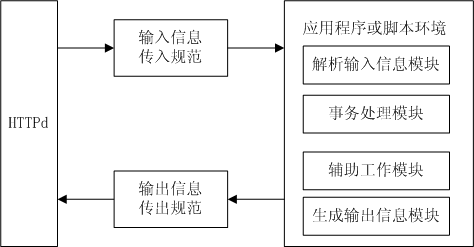 HTTPd
输入信息
传入规范
输出信息
传出规范
应用程序或脚本环境
解析输入信息模块
事务处理模块
辅助工作模块
生成输出信息模块